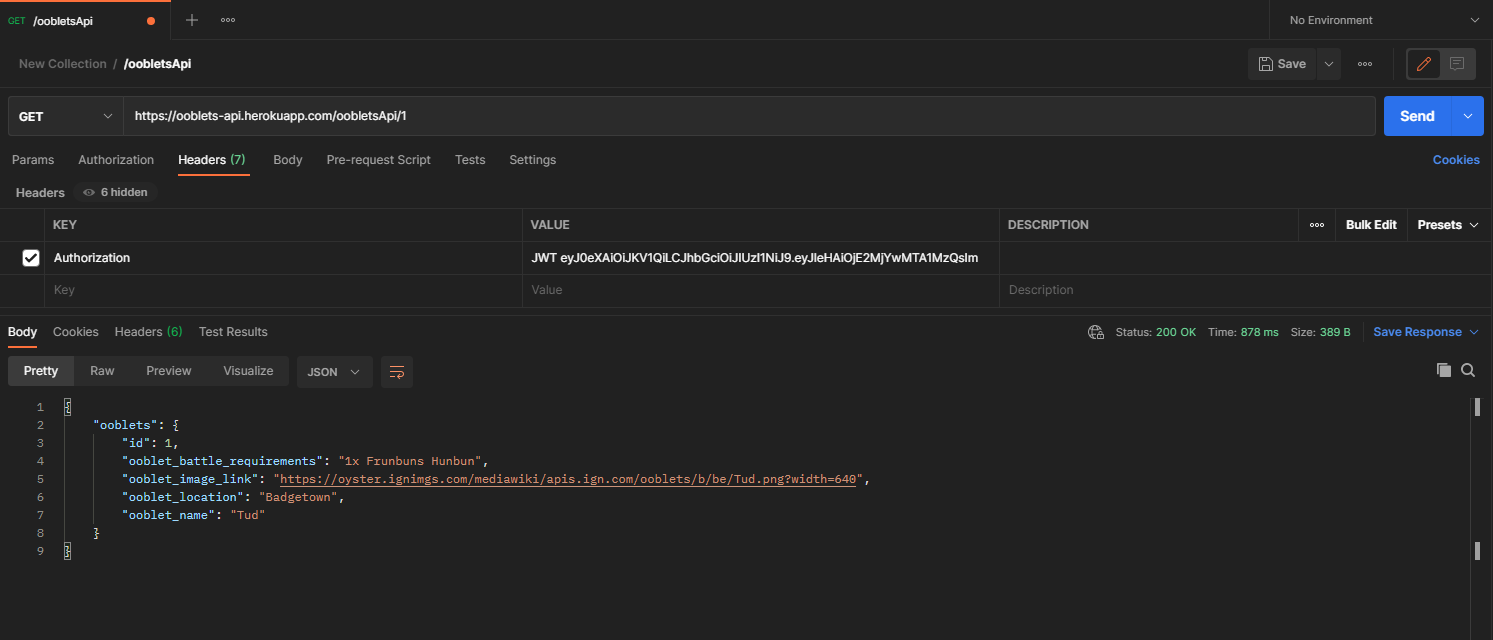 GET /oobletsApi
No Environment
New Collection / /oobletsApi
Save
GET https://ooblets-api.herokuapp.com/oobletsApi/1 Send
Params Authorization Headers (7) Body Pre-request Script Tests Settings Cookies
Headers 6 hidden
KEY VALUE DESCRIPTION Bulk Edit Presets
Authorization JWT eyJ0eXAiOiJKV1QiLCJhbGciOiJIUzI1NiJ9.eyJleHAiOjE2MjYwMTA1MzQsIm
Key Value Description
Body Cookies Headers (6) Test Results Status: 200 OK Time: 878 ms Size: 389 B Save Response
Pretty Raw Preview Visualize JSON
1 {
2 "ooblets": {
3 "id": 1,
4 "ooblet_battle_requirements": "1x Frunbuns Hunbun",
5 "ooblet_image_link": "https://oyster.ignimgs.com/mediawiki/apis.ign.com/ooblets/b/be/Tud.png?width=640",
6 "ooblet_location": "Badgetown",
7 "ooblet_name": "Tud"
8 }
9 }